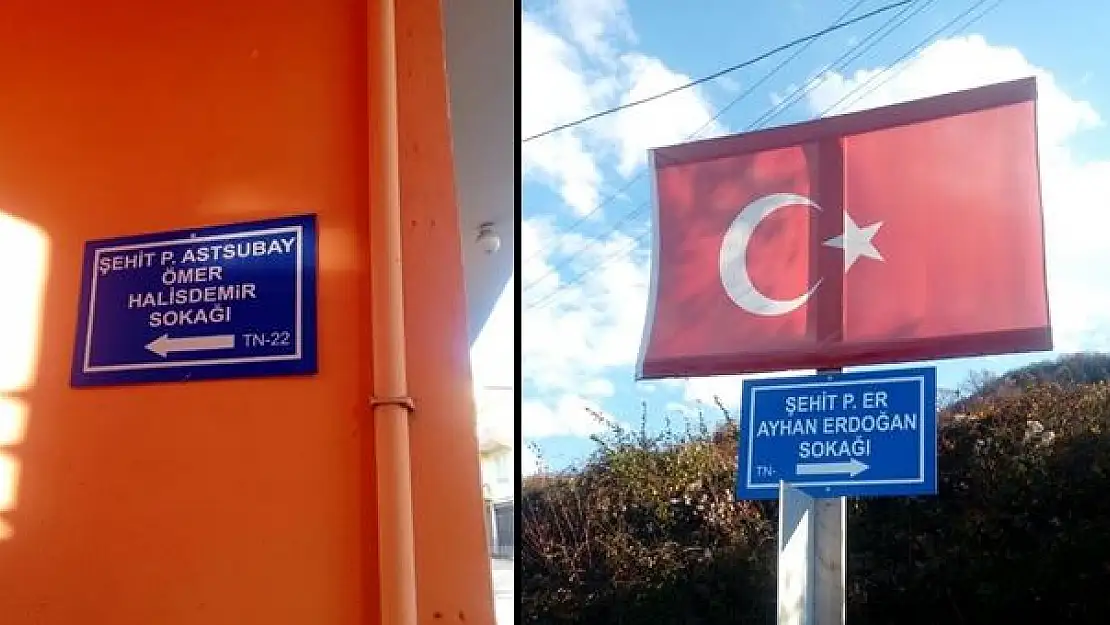 ŞEHİT P. ASTSUBAY
ÖMER
HALİSDEMİR
SOKAĞI
TN-22
ŞEHİT P. ER
AYHAN ERDOĞAN
SOKAĞI
TN-